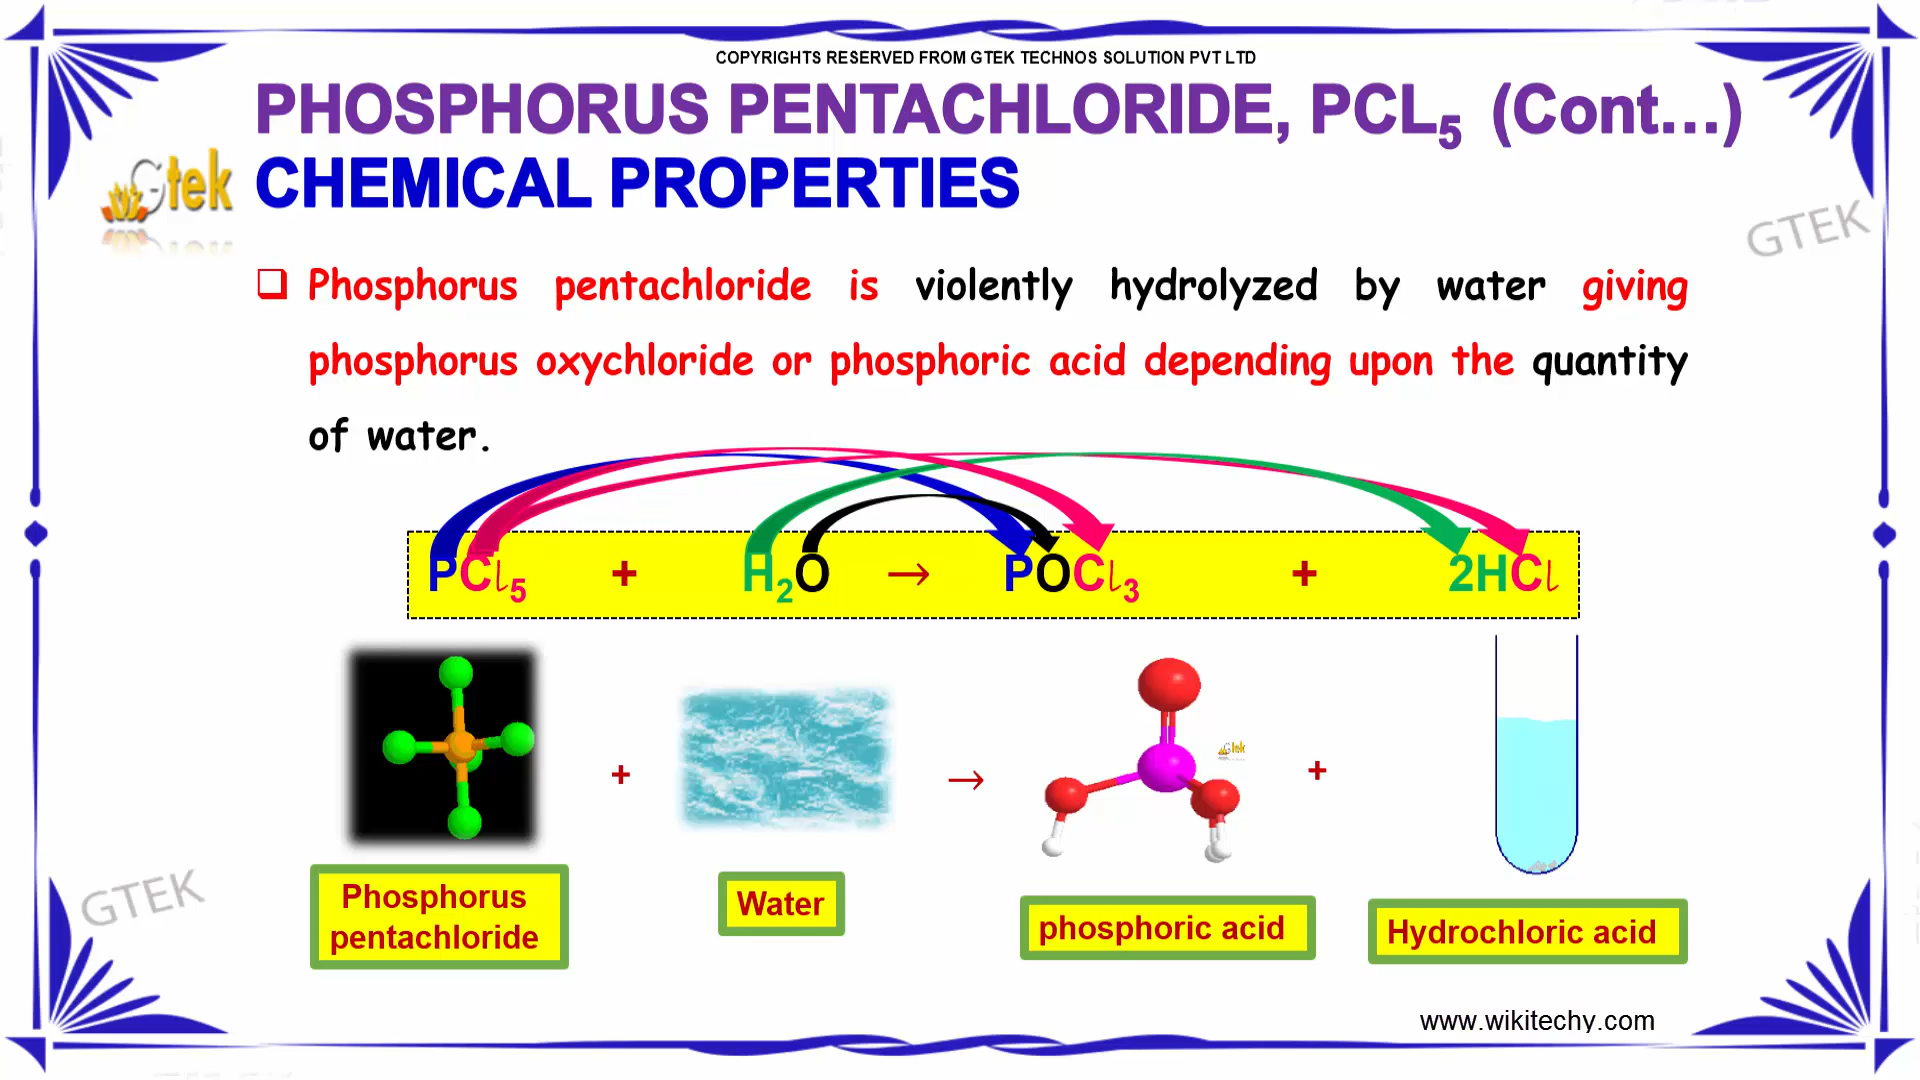 COPYRIGHTS RESERVED FROM GTEK TECHNOS SOLUTION PVT LTD
PHOSPHORUS PENTACHLORIDE, PCL₅ (Cont...)
Gtek
CHEMICAL PROPERTIES
GTEK
❑ Phosphorus pentachloride is violently hydrolyzed by water giving
phosphorus oxychloride or phosphoric acid depending upon the quantity
of water.
PCl₅ + H₂O → POCl₃ + 2HCl
Gtek
+ → +
GTEK
Phosphorus
pentachloride
Water
phosphoric acid
Hydrochloric acid
www.wikitechy.com
GTEK